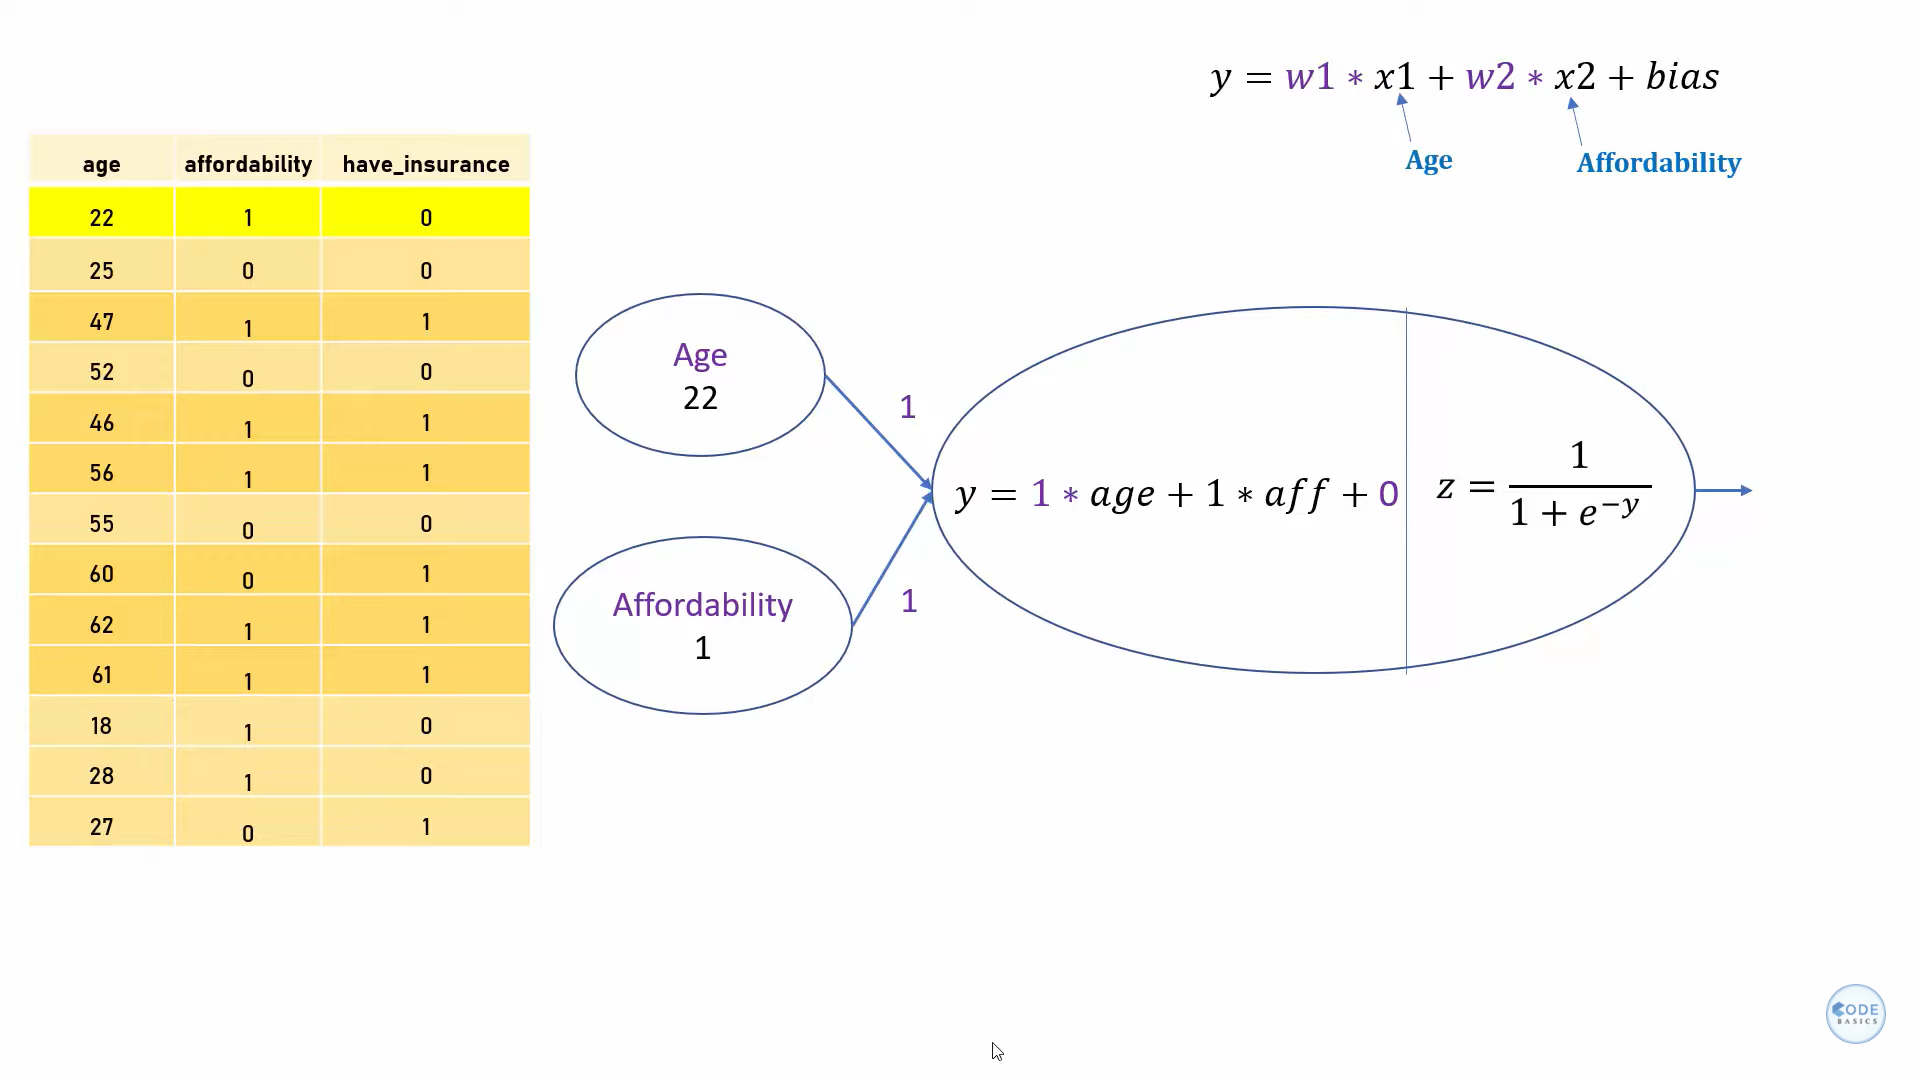 y = w1 * x1 + w2 * x2 + bias
Age
Affordability
age affordability have_insurance
22 1 0
25 0 0
47 1 1
52 0 0
46 1 1
56 1 1
55 0 0
60 0 1
62 1 1
61 1 1
18 1 0
28 1 0
27 0 1
Age
22
1
Affordability
1
1
y = 1 * age + 1 * aff + 0
z = 1 / 1 + e^−y
CODE
BASICS